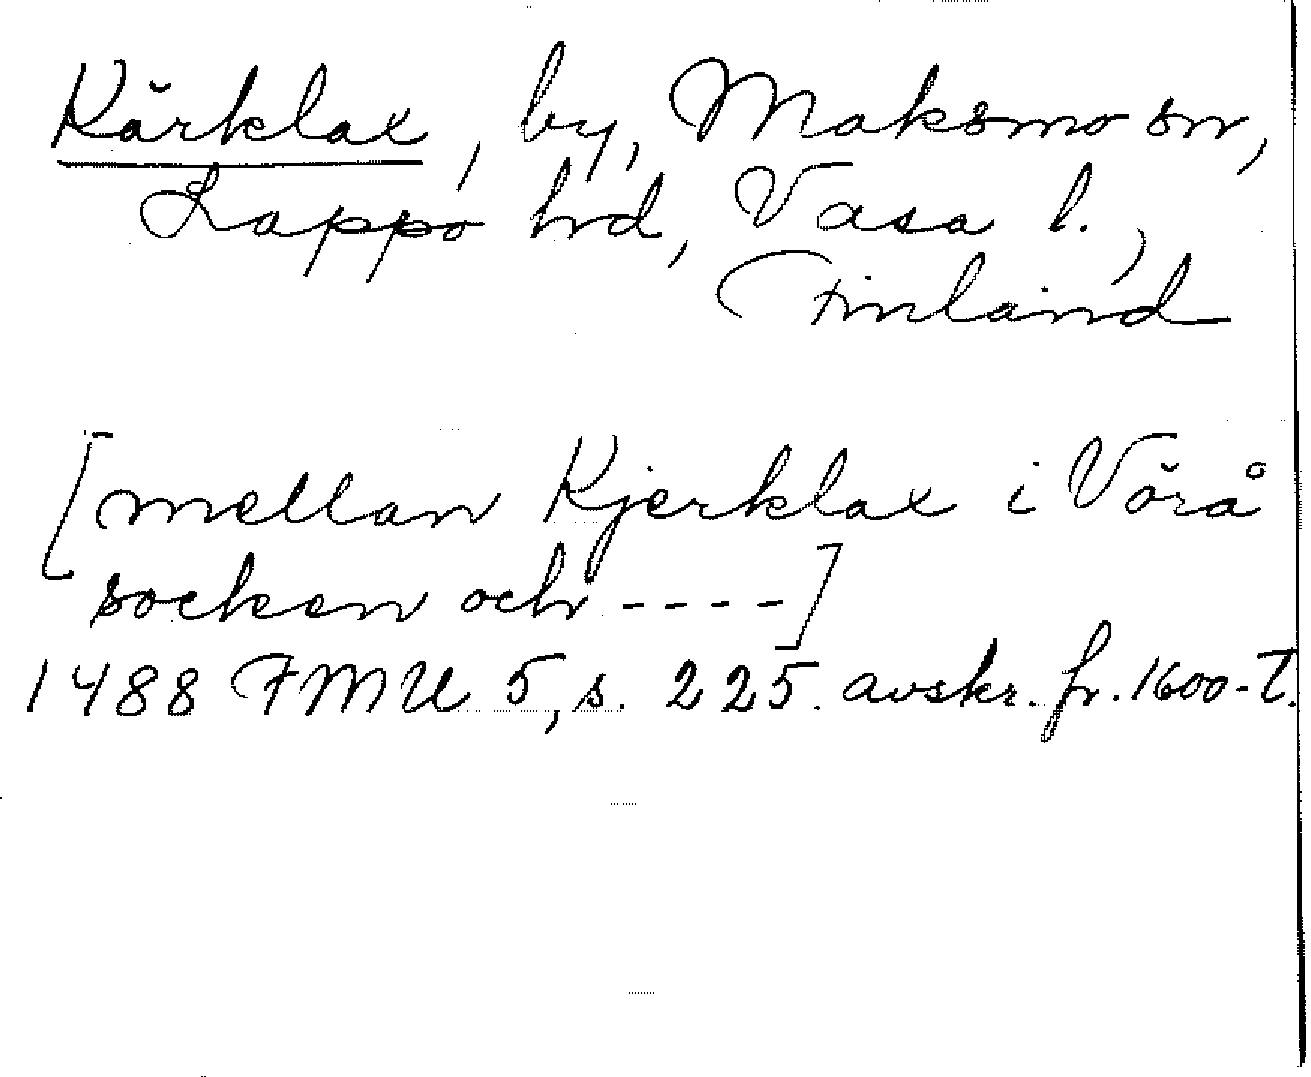 Kärklax, by, Maksmo sn,
Lappo hd, Vasa l.,
Finland
[mellan Kjerklax i Vörå
socken och ----]
1488 FMU 5, s. 225. avskr. fr. 1600-t.